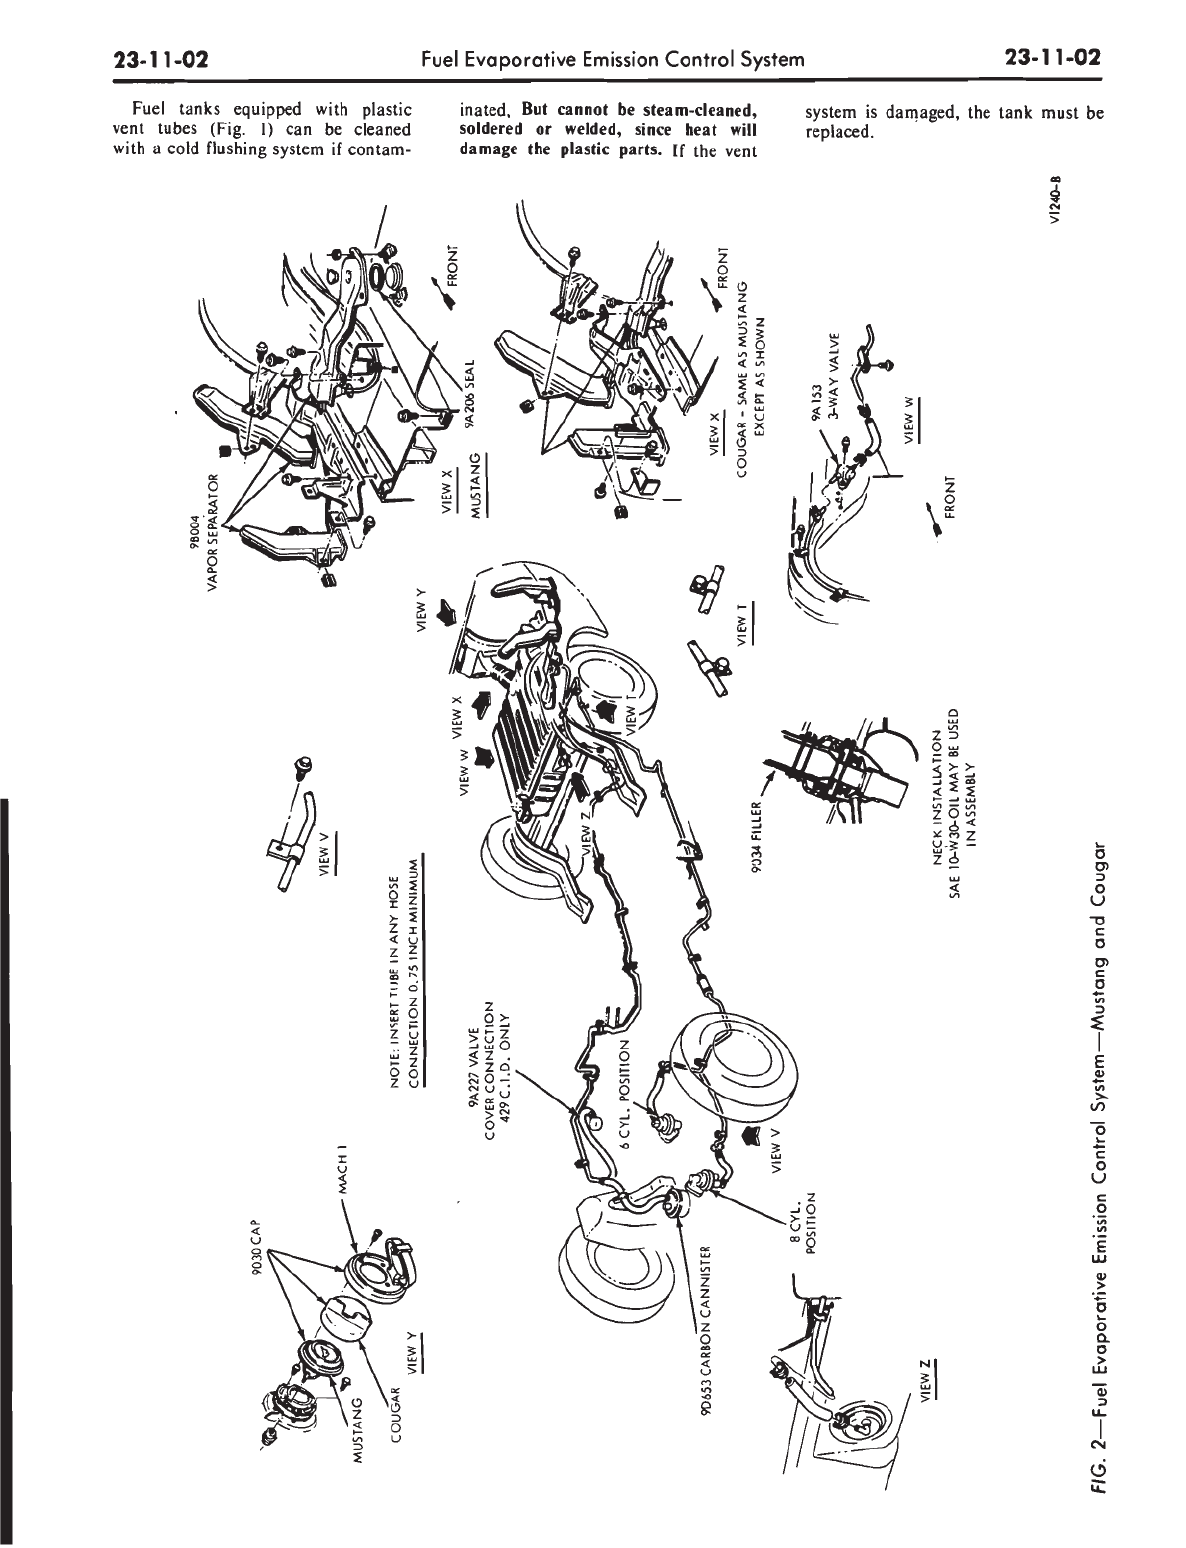 23-11-02
Fuel Evaporative Emission Control System
23-11-02
Fuel tanks equipped with plastic
vent tubes (Fig. 1) can be cleaned
with a cold flushing system if contam-
inated, But cannot be steam-cleaned,
soldered or welded, since heat will
damage the plastic parts. If the vent
system is damaged, the tank must be
replaced.
V1240-B
9B004
VAPOR SEPARATOR
FRONT
9A206 SEAL
VIEW X
MUSTANG
FRONT
VIEW X
COUGAR - SAME AS MUSTANG
EXCEPT AS SHOWN
9A153
3-WAY VALVE
VIEW W
FRONT
VIEW Y
VIEW X
VIEW W
VIEW T
VIEW Z
VIEW T
VIEW V
NOTE: INSERT TUBE IN ANY HOSE
CONNECTION 0.75 INCH MINIMUM
9034 FILLER
NECK INSTALLATION
SAE 10-W30-OIL MAY BE USED
IN ASSEMBLY
9A227 VALVE
COVER CONNECTION
429 C.I.D. ONLY
6 CYL. POSITION
VIEW V
8 CYL.
POSITION
9D653 CARBON CANNISTER
9030 CAP
MACH I
MUSTANG
COUGAR
VIEW Y
VIEW Z
FIG. 2—Fuel Evaporative Emission Control System—Mustang and Cougar